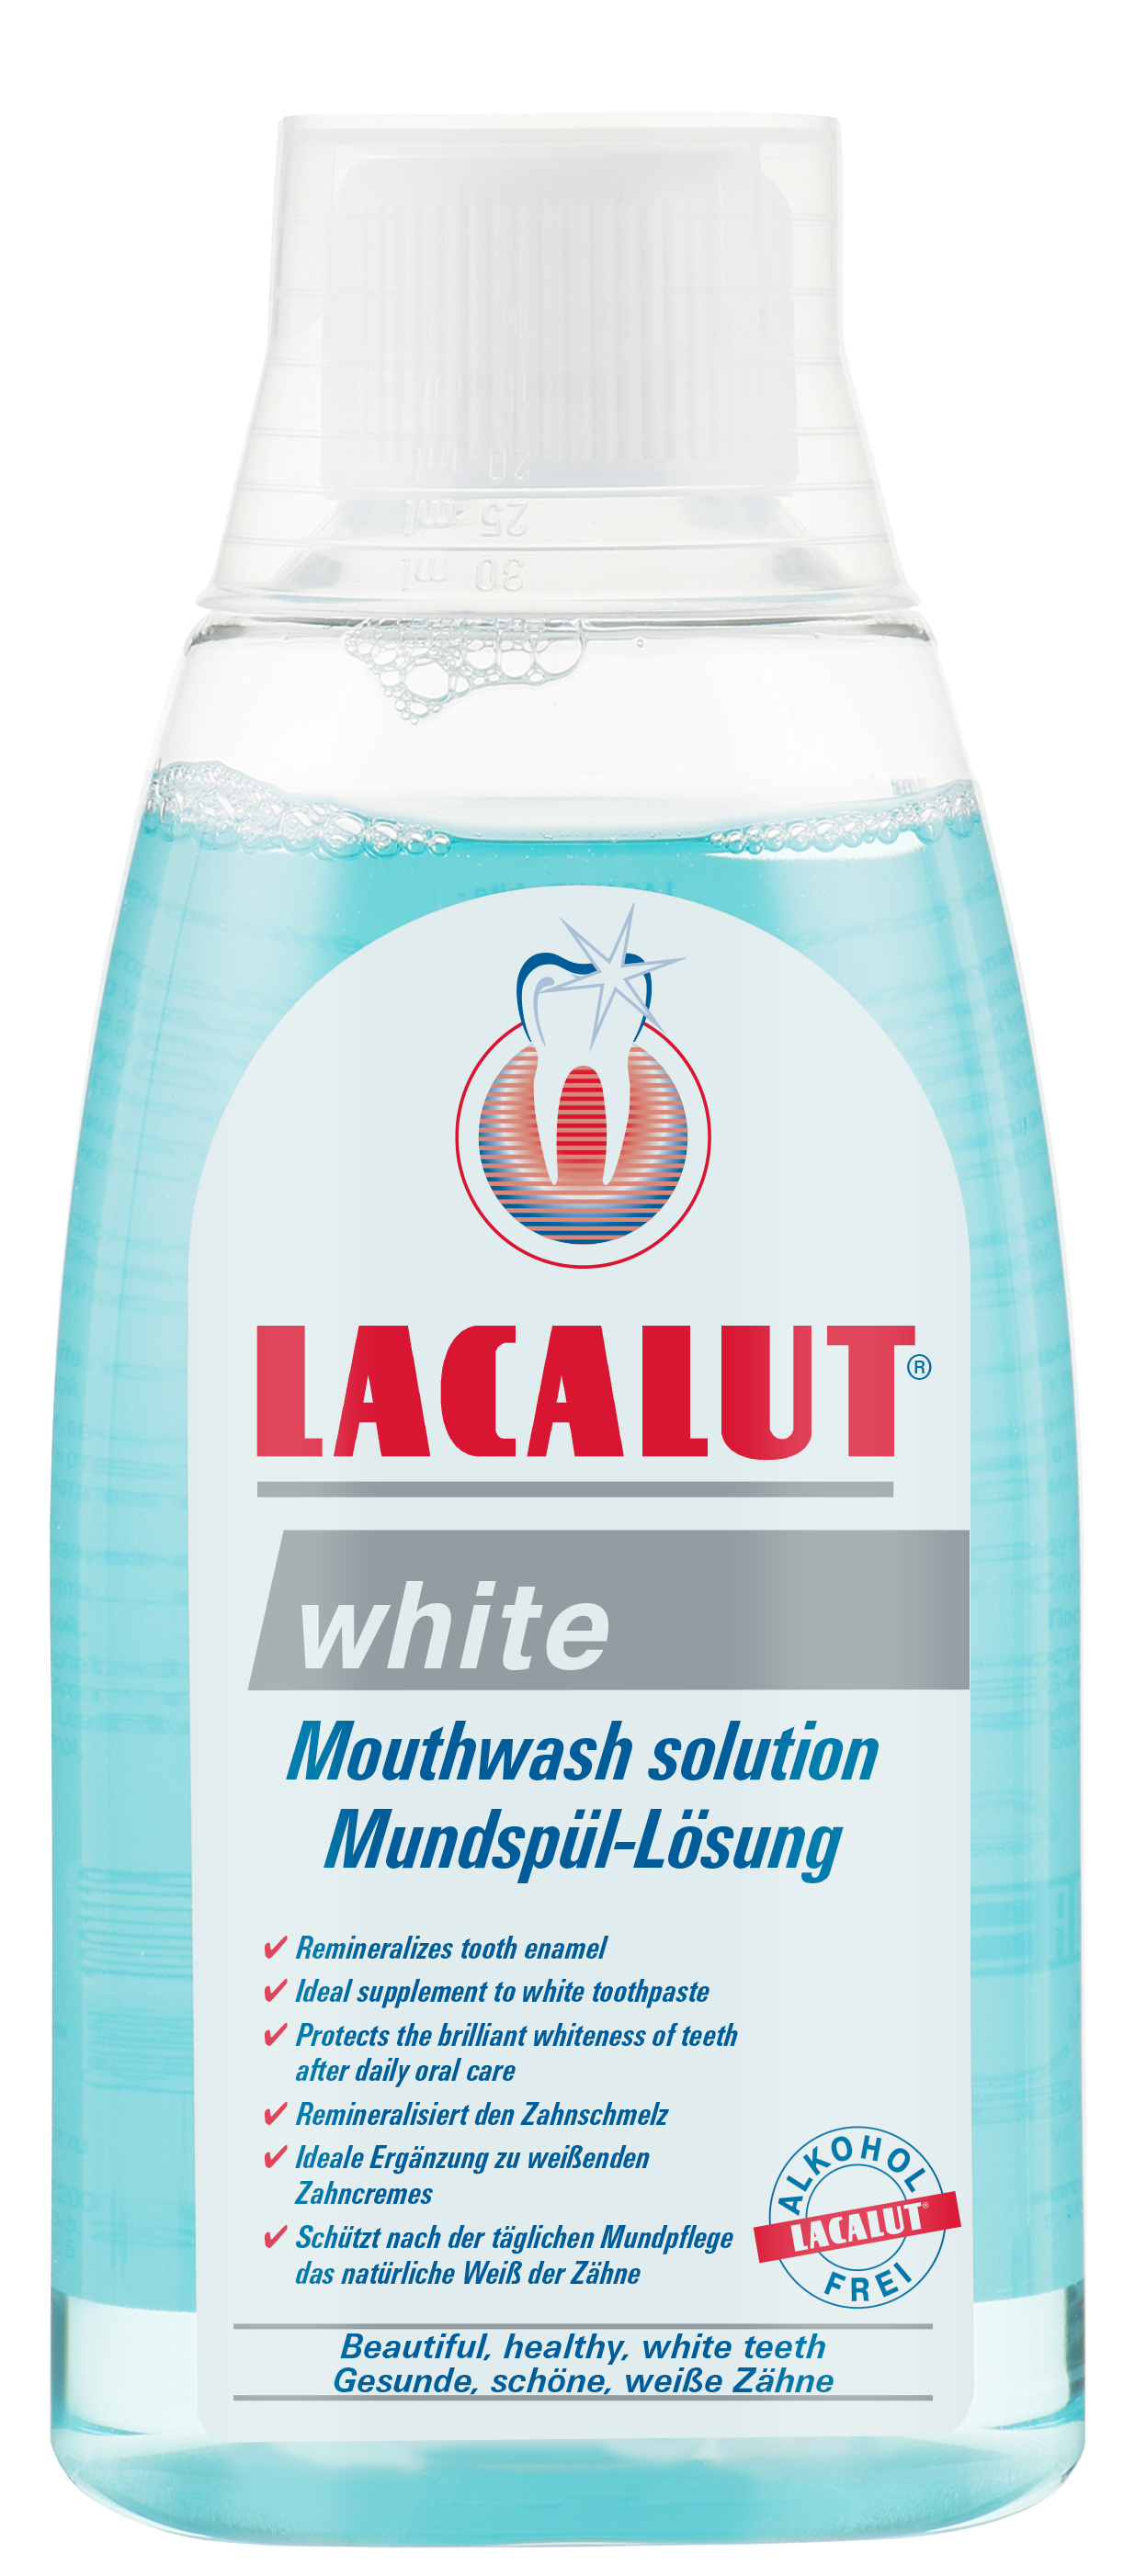 20 ml
25 ml
30 ml
LACALUT®
white
Mouthwash solution
Mundspül-Lösung
✓ Remineralizes tooth enamel
✓ Ideal supplement to white toothpaste
✓ Protects the brilliant whiteness of teeth
after daily oral care
✓ Remineralisiert den Zahnschmelz
✓ Ideale Ergänzung zu weißenden
Zahncremes
✓ Schützt nach der täglichen Mundpflege
das natürliche Weiß der Zähne
ALKOHOL
LACALUT®
FREI
Beautiful, healthy, white teeth
Gesunde, schöne, weiße Zähne